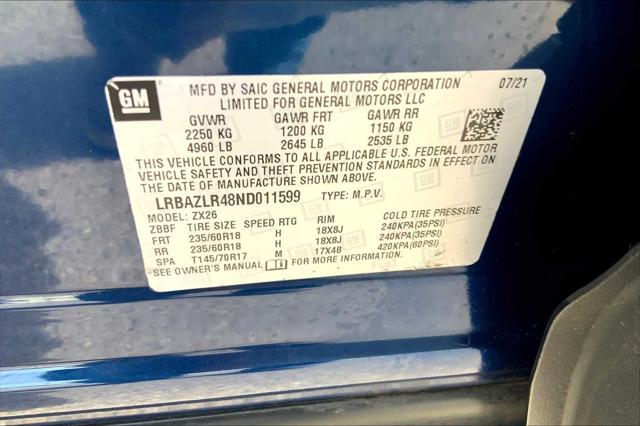 GM
MFD BY SAIC GENERAL MOTORS CORPORATION 07/21
LIMITED FOR GENERAL MOTORS LLC
GVWR GAWR FRT GAWR RR
2250 KG 1200 KG 1150 KG
4960 LB 2645 LB 2535 LB
THIS VEHICLE CONFORMS TO ALL APPLICABLE U.S. FEDERAL MOTOR
VEHICLE SAFETY AND THEFT PREVENTION STANDARDS IN EFFECT ON
THE DATE OF MANUFACTURE SHOWN ABOVE.
LRBAZLR48ND011599 TYPE: M.P.V.
MODEL: ZX26
ZBBF TIRE SIZE SPEED RTG RIM COLD TIRE PRESSURE
FRT 235/60R18 H 18X8J 240KPA(35PSI)
RR 235/60R18 H 18X8J 240KPA(35PSI)
SPA T145/70R17 M 17X4B 420KPA(60PSI)
SEE OWNER'S MANUAL i FOR MORE INFORMATION.